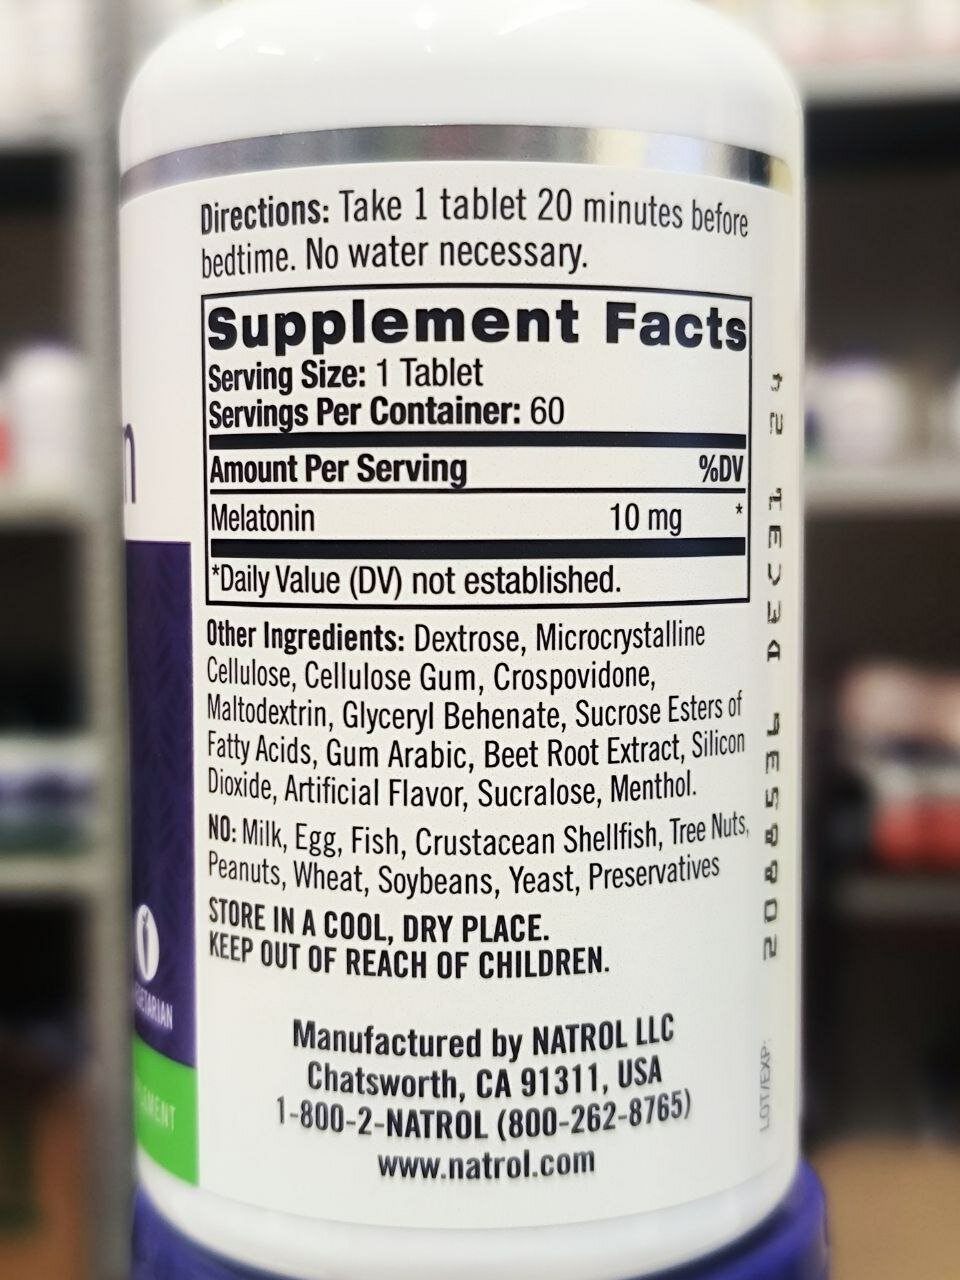 Directions: Take 1 tablet 20 minutes before
bedtime. No water necessary.
Supplement Facts
Serving Size: 1 Tablet
Servings Per Container: 60
Amount Per Serving %DV
Melatonin 10 mg *
*Daily Value (DV) not established.
Other Ingredients: Dextrose, Microcrystalline
Cellulose, Cellulose Gum, Crospovidone,
Maltodextrin, Glyceryl Behenate, Sucrose Esters of
Fatty Acids, Gum Arabic, Beet Root Extract, Silicon
Dioxide, Artificial Flavor, Sucralose, Menthol.
NO: Milk, Egg, Fish, Crustacean Shellfish, Tree Nuts,
Peanuts, Wheat, Soybeans, Yeast, Preservatives
STORE IN A COOL, DRY PLACE.
KEEP OUT OF REACH OF CHILDREN.
Manufactured by NATROL LLC
Chatsworth, CA 91311, USA
1-800-2-NATROL (800-262-8765)
www.natrol.com
LOT/EXP: